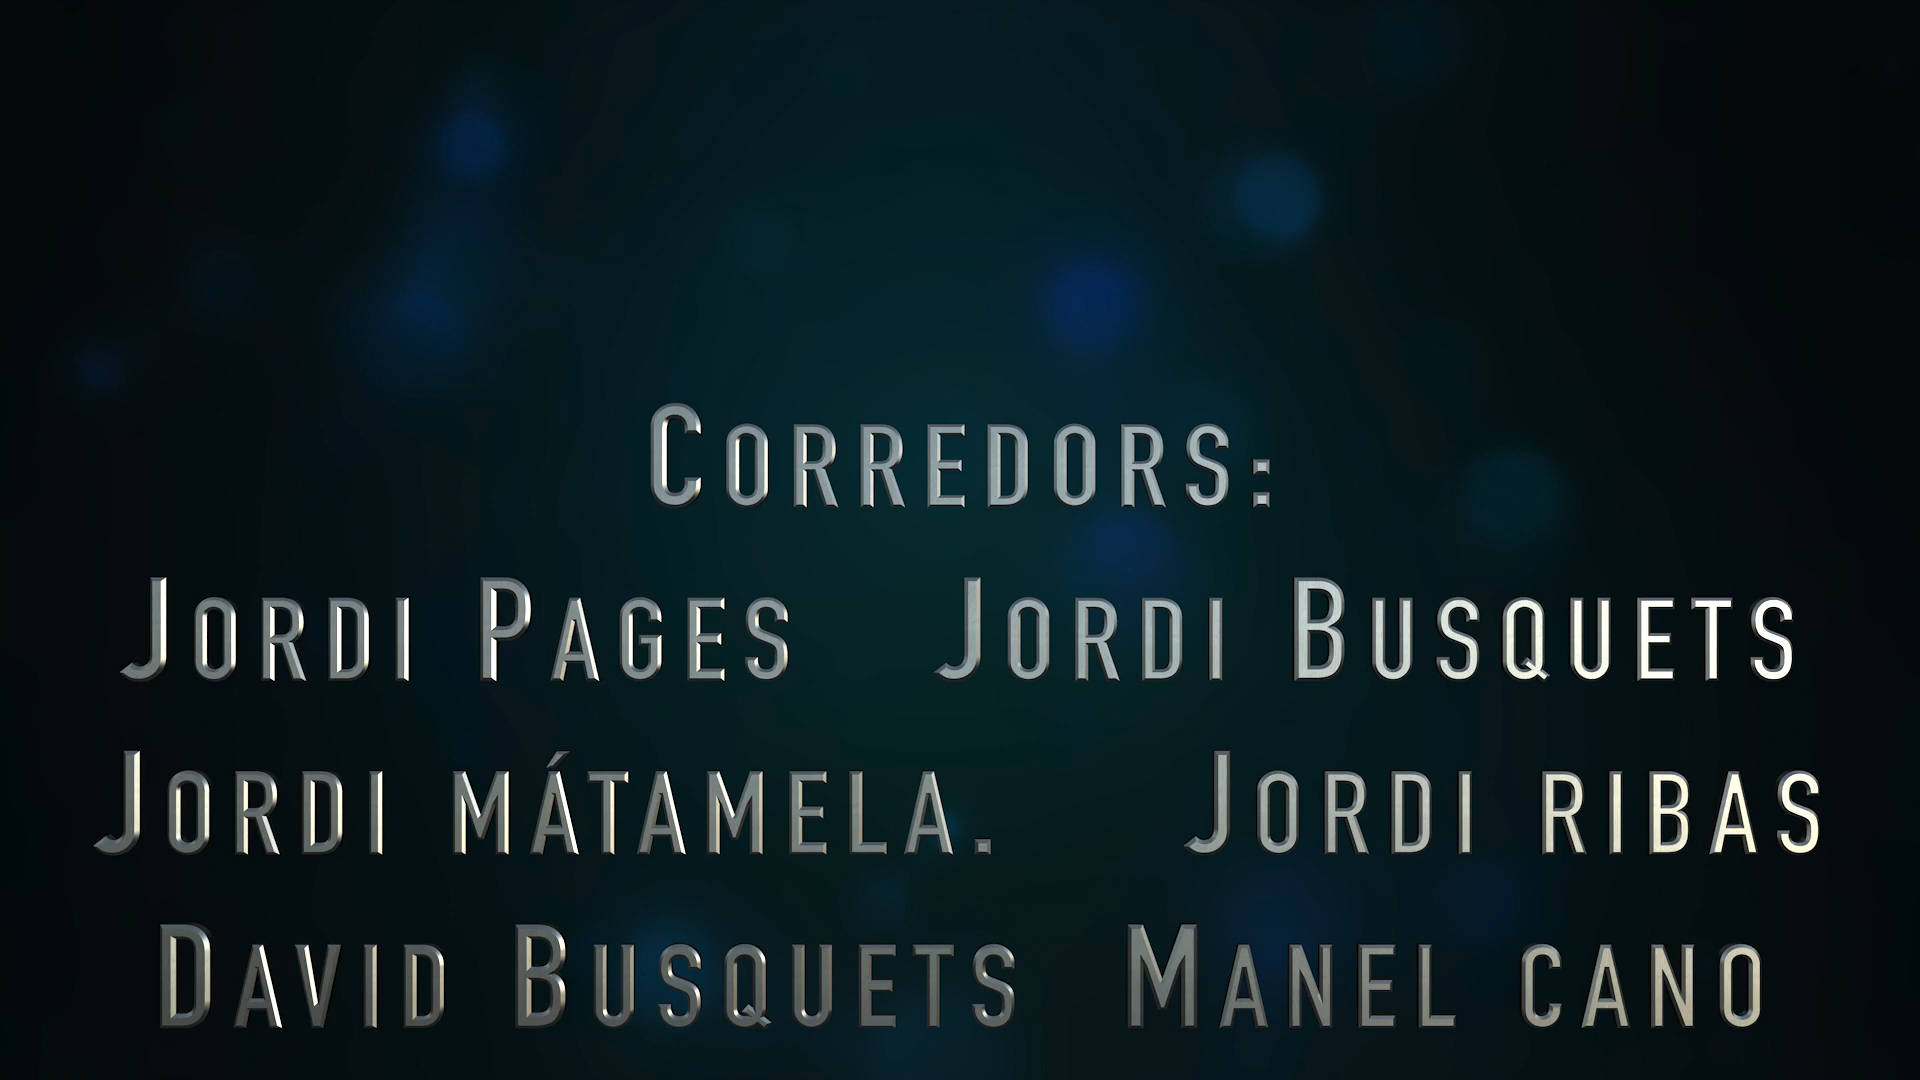 Corredors:
Jordi Pages Jordi Busquets
Jordi mátamela. Jordi ribas
David Busquets Manel cano